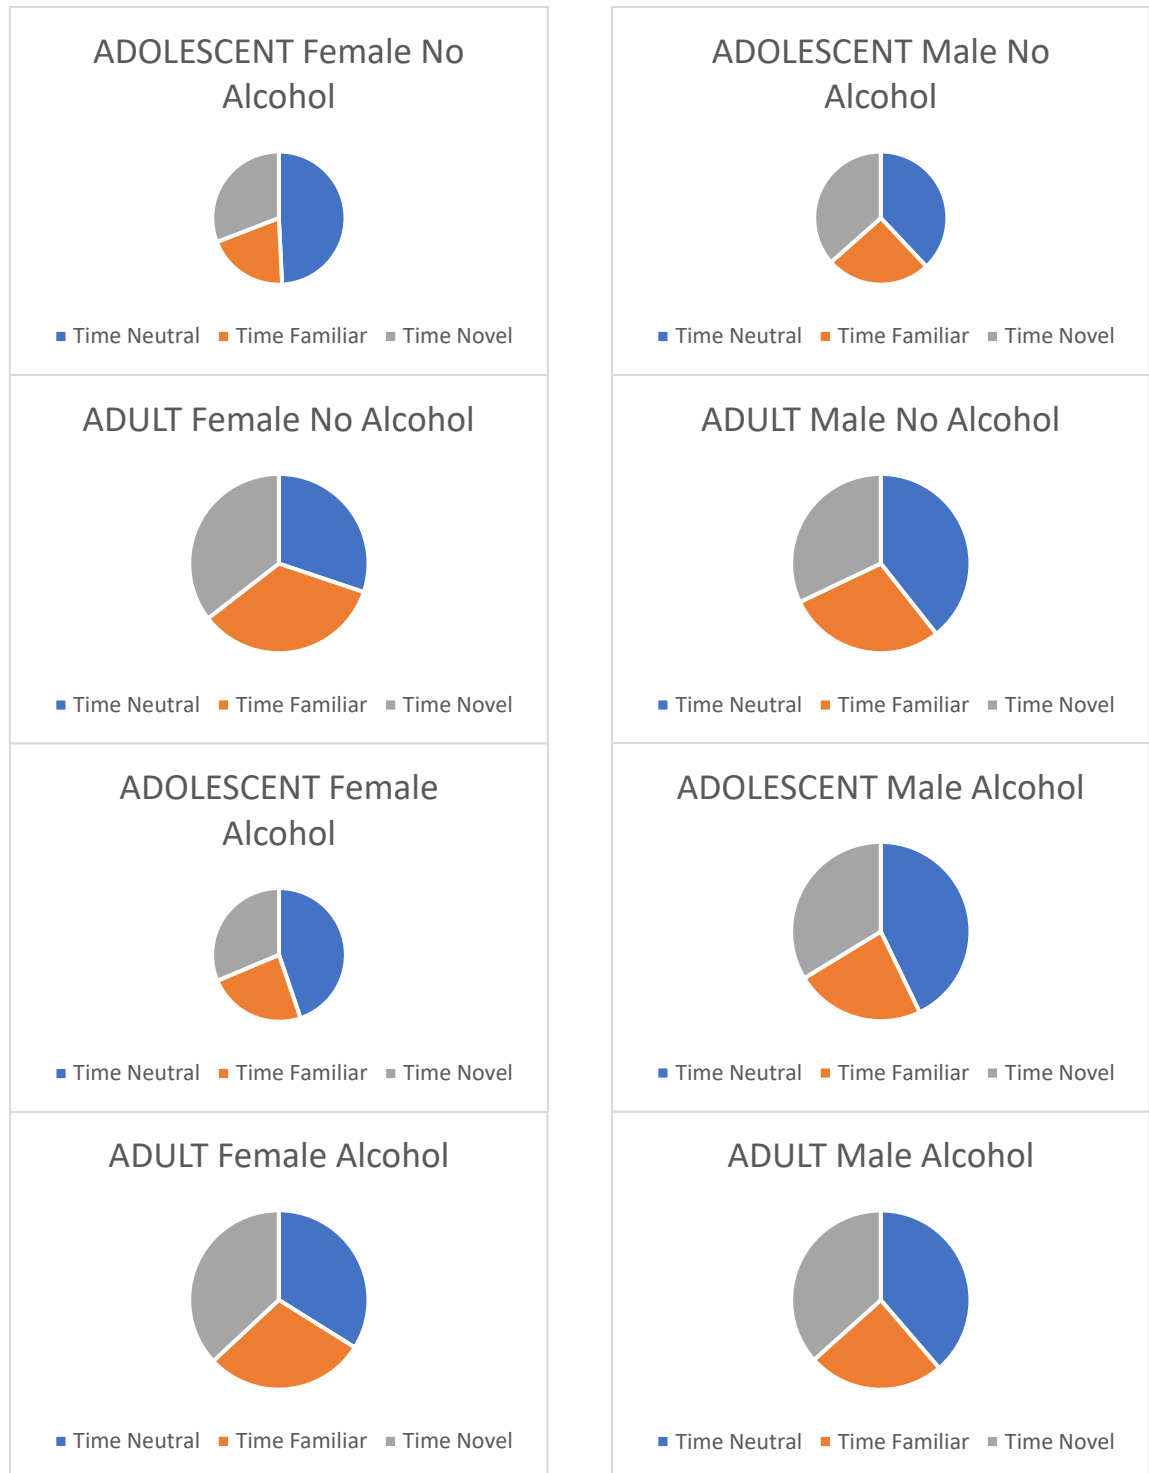 ADOLESCENT Female No
Alcohol
Time Neutral Time Familiar Time Novel
ADOLESCENT Male No
Alcohol
Time Neutral Time Familiar Time Novel
ADULT Female No Alcohol
Time Neutral Time Familiar Time Novel
ADULT Male No Alcohol
Time Neutral Time Familiar Time Novel
ADOLESCENT Female
Alcohol
Time Neutral Time Familiar Time Novel
ADOLESCENT Male Alcohol
Time Neutral Time Familiar Time Novel
ADULT Female Alcohol
Time Neutral Time Familiar Time Novel
ADULT Male Alcohol
Time Neutral Time Familiar Time Novel